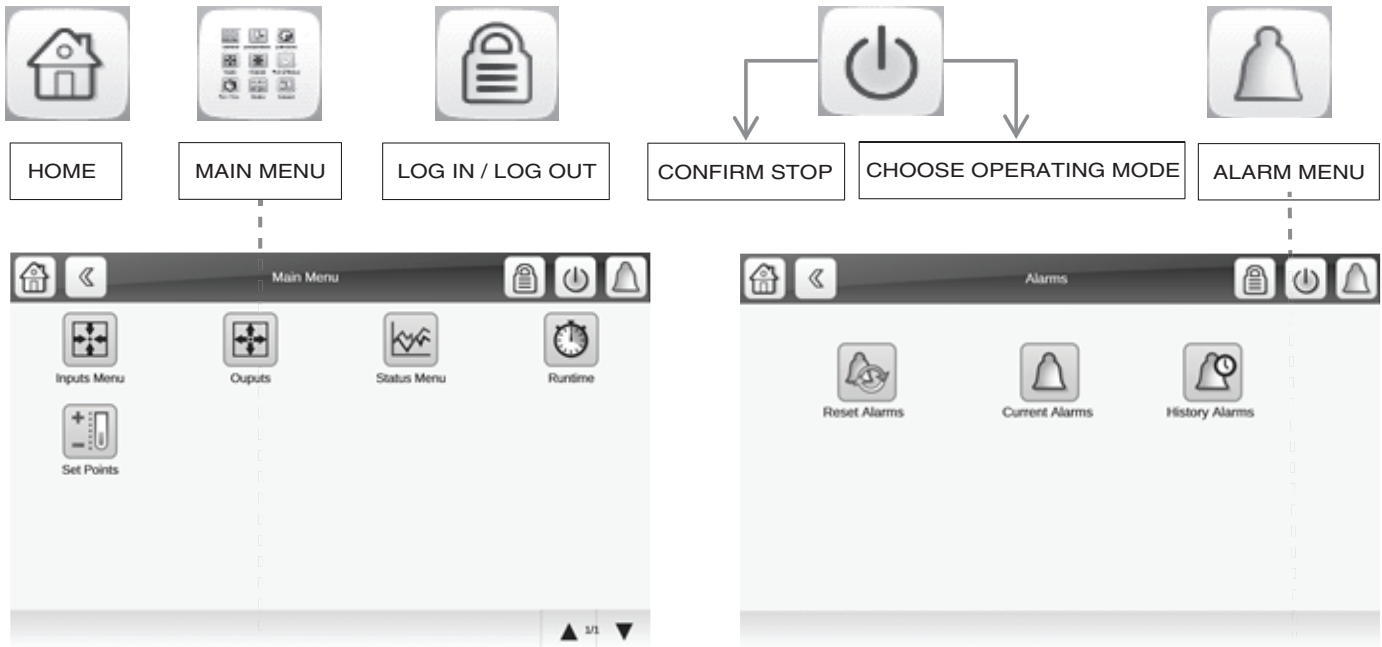 HOME
MAIN MENU
LOG IN / LOG OUT
CONFIRM STOP
CHOOSE OPERATING MODE
ALARM MENU
Main Menu
Inputs Menu
Ouputs
Status Menu
Runtime
Set Points
1/1
Alarms
Reset Alarms
Current Alarms
History Alarms